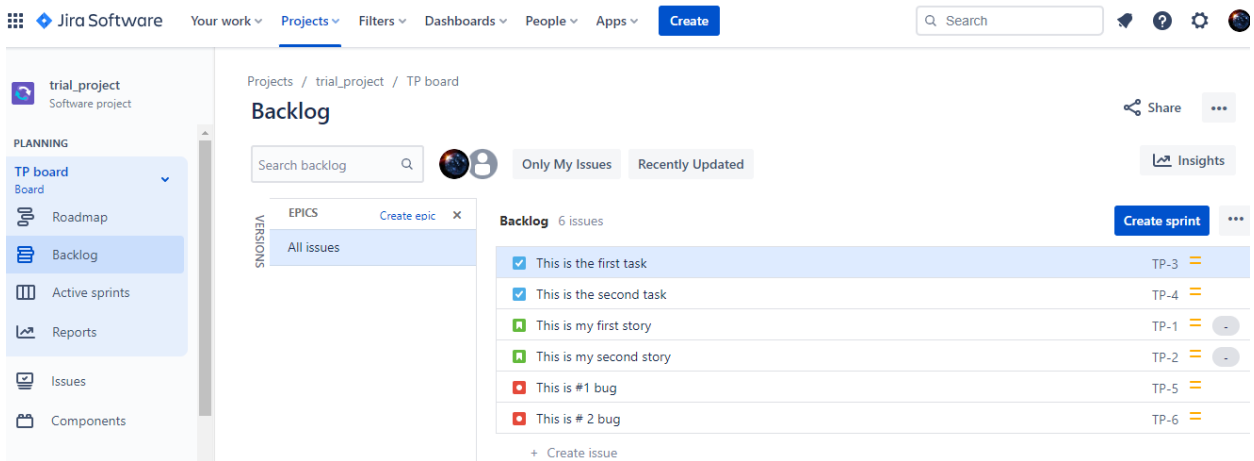 Jira Software Your work Projects Filters Dashboards People Apps Create Search
trial_project
Software project
PLANNING
TP board
Board
Roadmap
Backlog
Active sprints
Reports
Issues
Components
Projects / trial_project / TP board
Backlog
Share
Search backlog Only My Issues Recently Updated Insights
VERSIONS
EPICS Create epic
All issues
Backlog 6 issues Create sprint
This is the first task TP-3
This is the second task TP-4
This is my first story TP-1 -
This is my second story TP-2 -
This is #1 bug TP-5
This is # 2 bug TP-6
+ Create issue